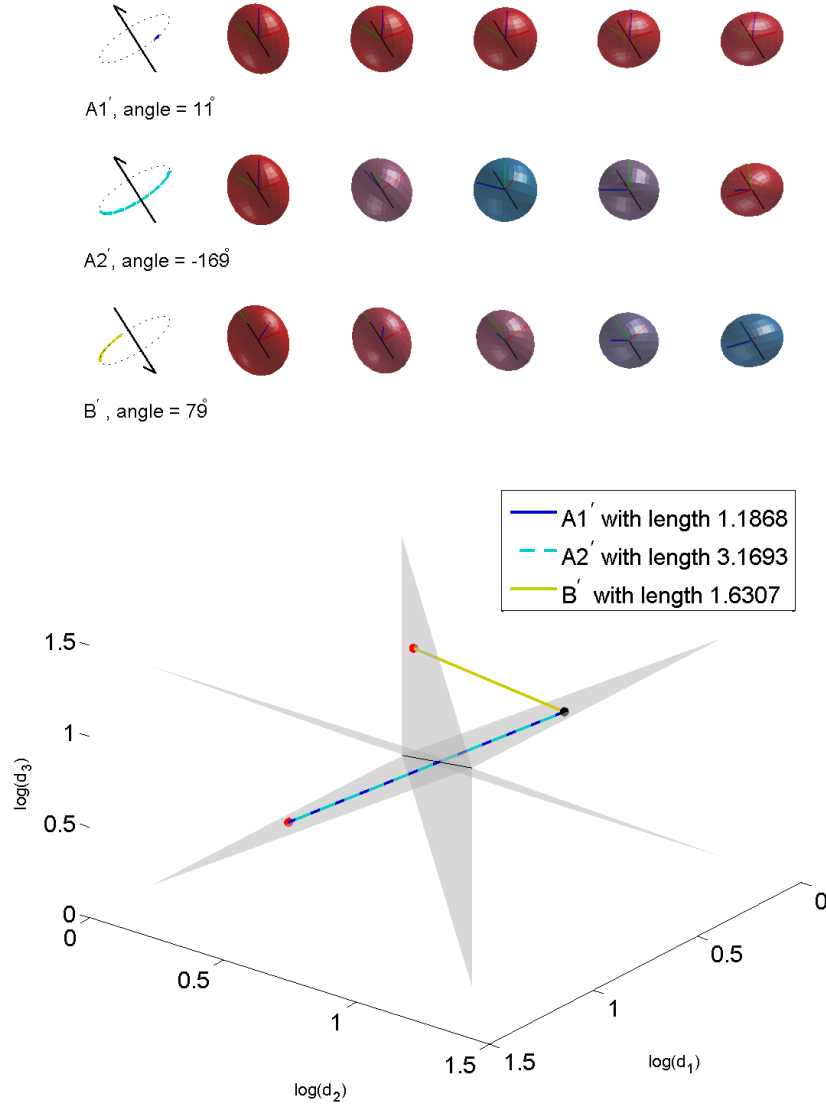 A1′, angle = 11°
A2′, angle = -169°
B′ , angle = 79°
A1′ with length 1.1868
A2′ with length 3.1693
B′ with length 1.6307
1.5
1
0.5
0
log(d₃)
0
0.5
1
1.5
log(d₂)
0
0.5
1
1.5
log(d₁)